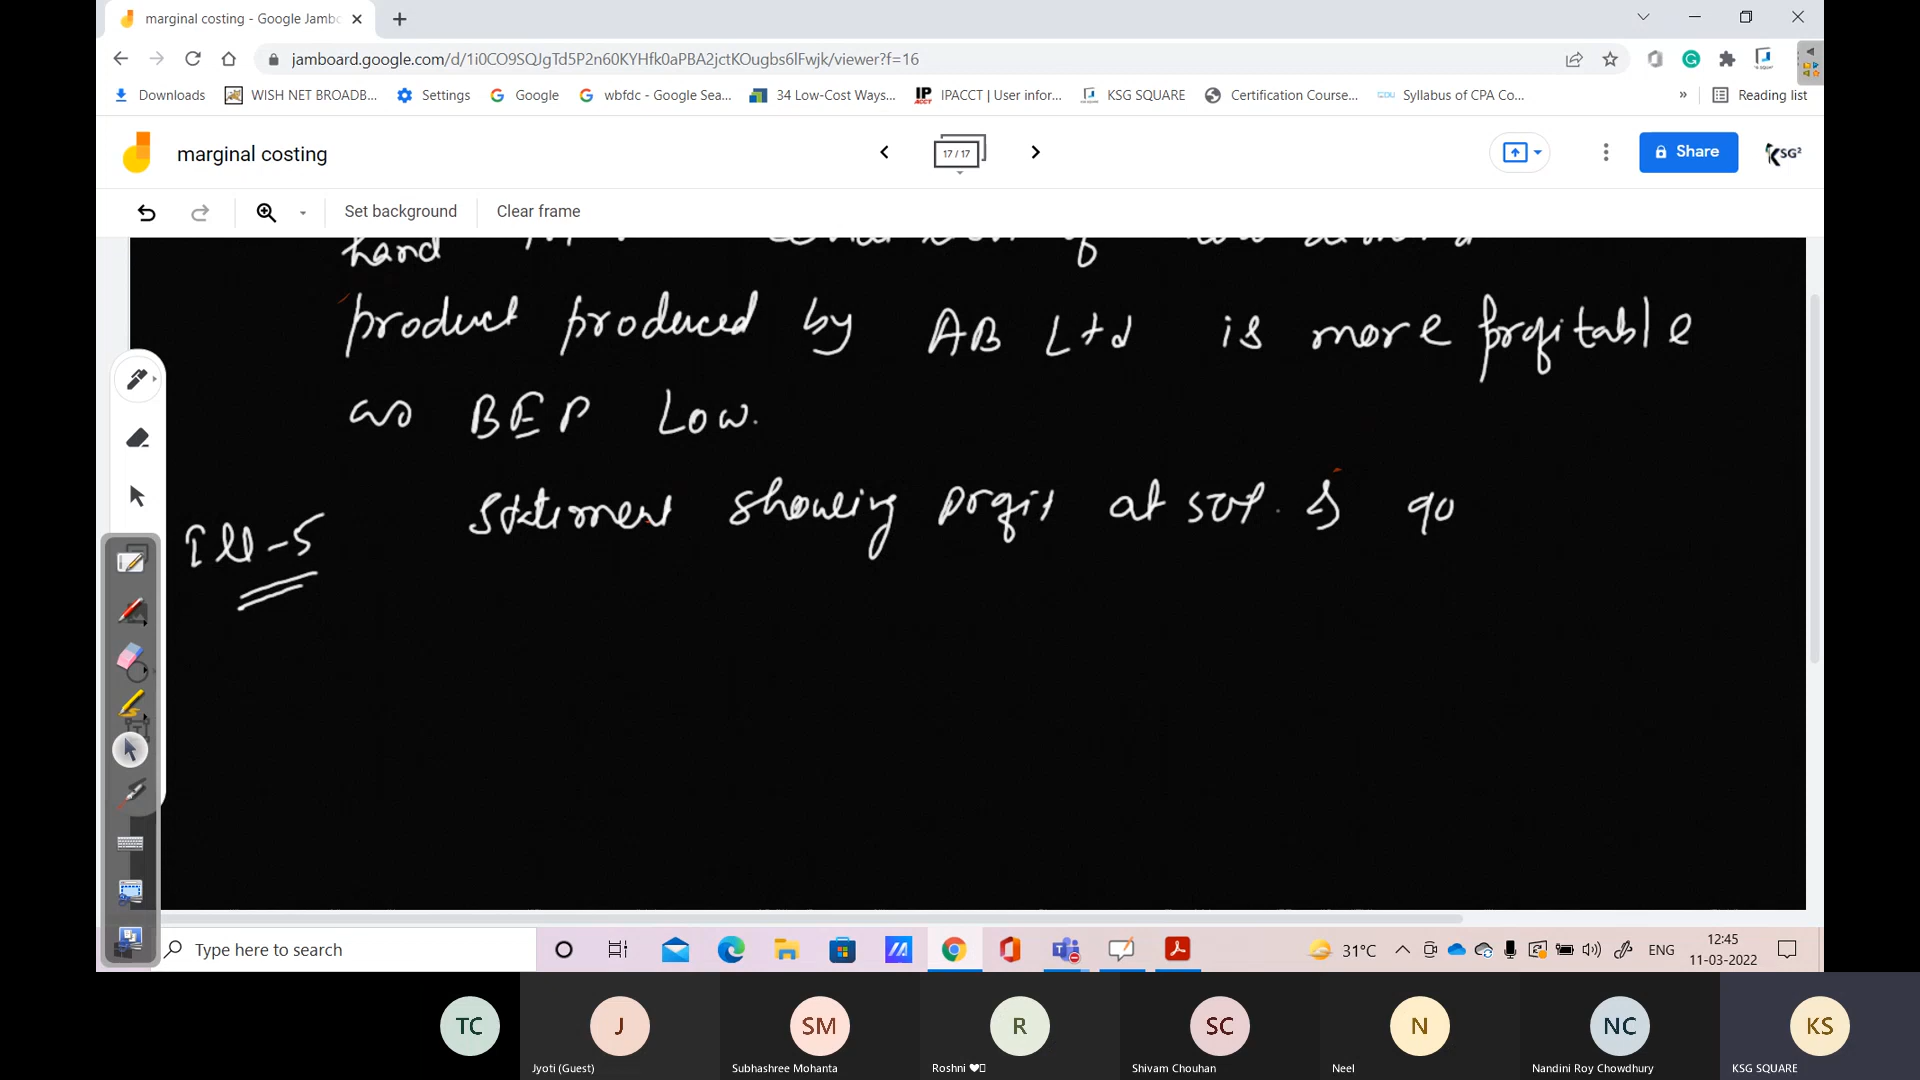 marginal costing - Google Jambo
jamboard.google.com/d/1i0CO9SQJgTd5P2n60KYHfk0aPBA2jctKOugbs6lFwjk/viewer?f=16
Downloads WISH NET BROADB... Settings Google wbfdc - Google Sea... 34 Low-Cost Ways... IPACCT | User infor... KSG SQUARE Certification Course... Syllabus of CPA Co... » Reading list
marginal costing 17 / 17 Share KSG²
Set background Clear frame
hand
product produced by AB Ltd is more profitable
as BEP Low.
Ill-5 Statement showing profit at 50% & 90
Type here to search 31°C ENG 12:45
11-03-2022
TC J SM R SC N NC KS
Jyoti (Guest) Subhashree Mohanta Roshni ❤ Shivam Chouhan Neel Nandini Roy Chowdhury KSG SQUARE